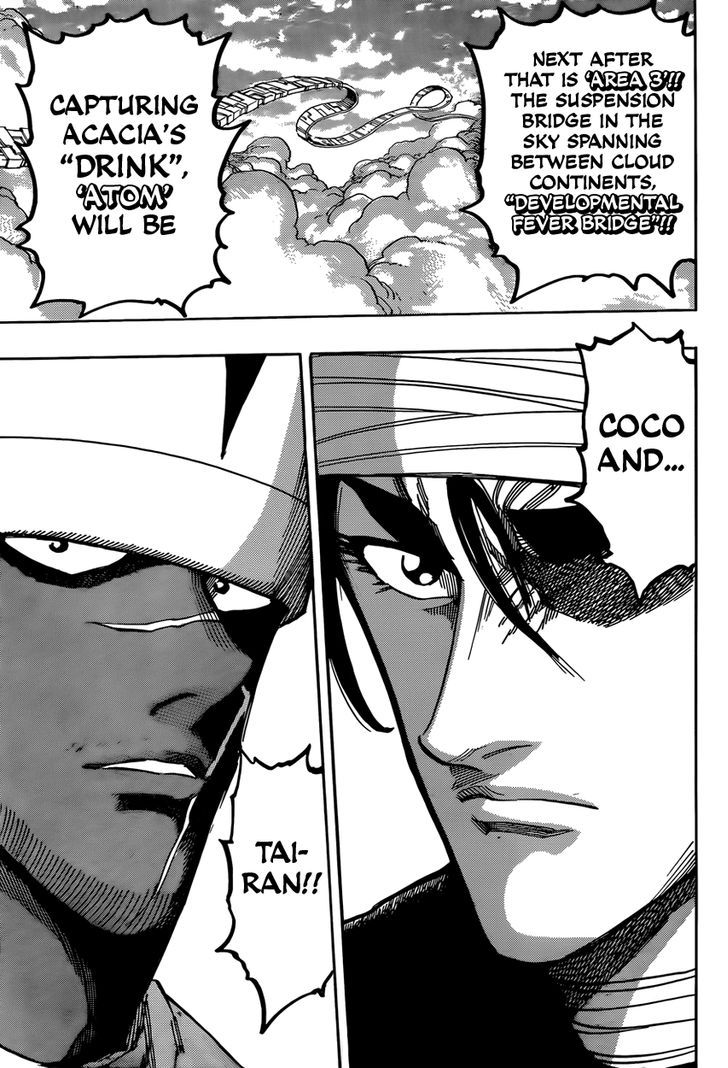 NEXT AFTER
THAT IS 'AREA 3'!!
THE SUSPENSION
BRIDGE IN THE
SKY SPANNING
BETWEEN CLOUD
CONTINENTS,
"DEVELOPMENTAL
FEVER BRIDGE"!!
CAPTURING
ACACIA'S
"DRINK",
'ATOM'
WILL BE
COCO
AND...
TAI-
RAN!!